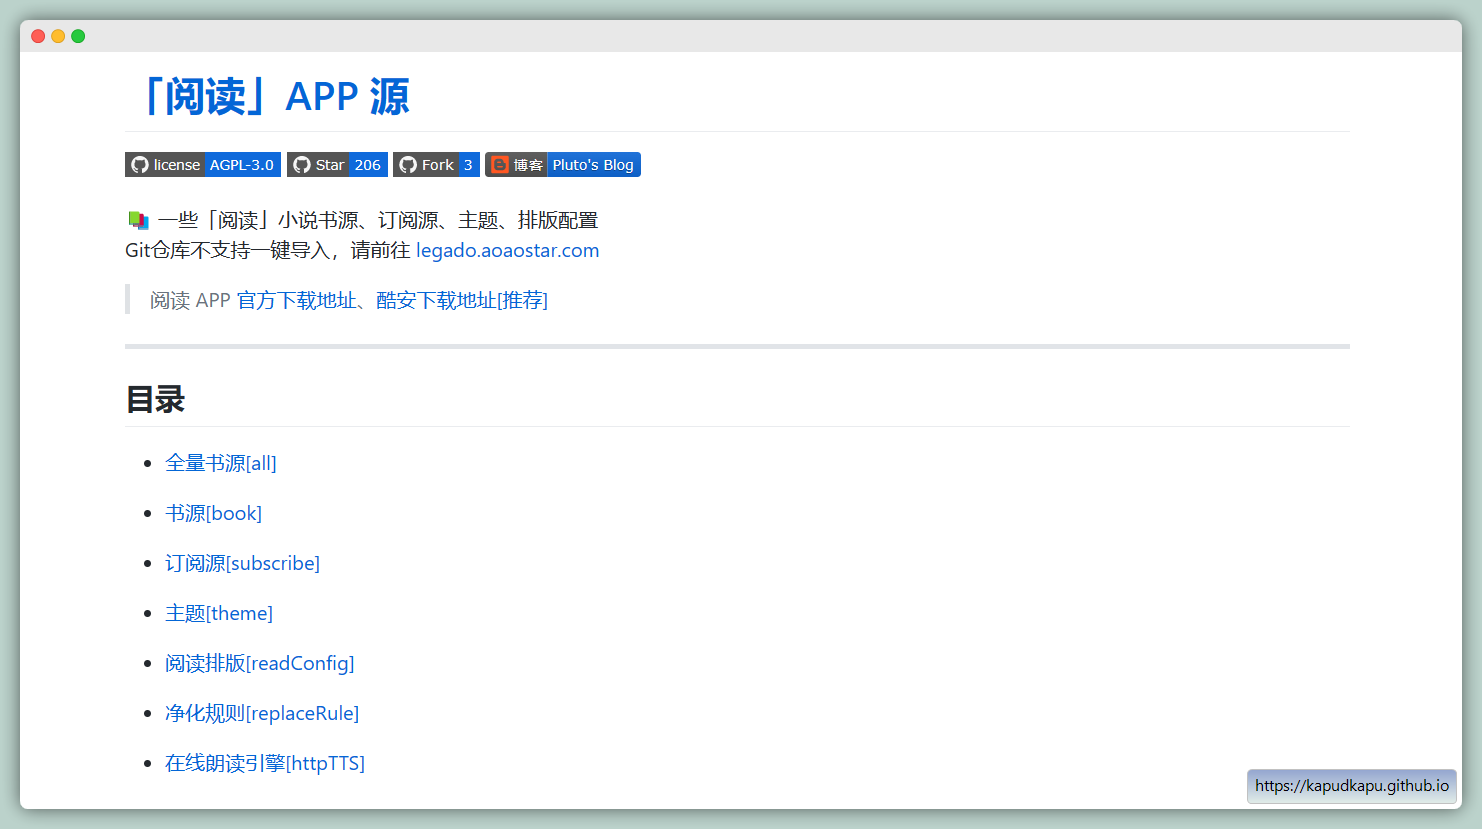 「阅读」APP 源
license AGPL-3.0 Star 206 Fork 3 博客 Pluto's Blog
一些「阅读」小说书源、订阅源、主题、排版配置
Git仓库不支持一键导入，请前往 legado.aoaostar.com
阅读 APP 官方下载地址、酷安下载地址[推荐]
目录
全量书源[all]
书源[book]
订阅源[subscribe]
主题[theme]
阅读排版[readConfig]
净化规则[replaceRule]
在线朗读引擎[httpTTS]
https://kapudkapu.github.io